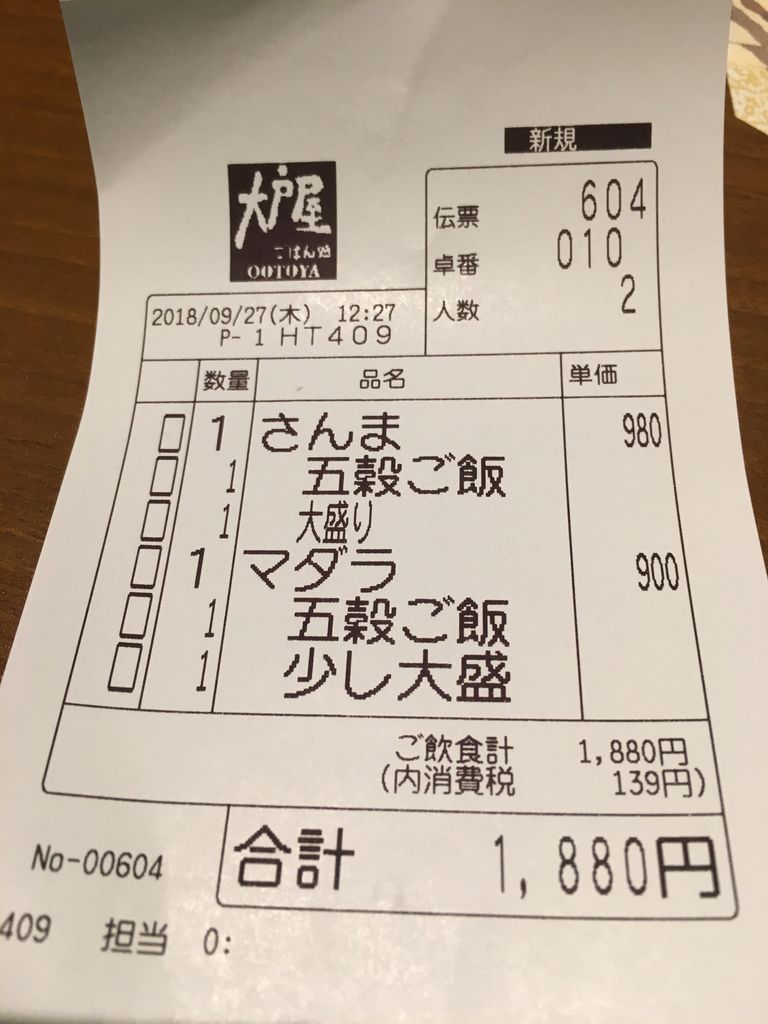 新規
大戸屋
ごはん処
OOTOYA
伝票 604
卓番 010
人数 2
2018/09/27(木) 12:27
P- 1 HT409
数量 品名 単価
□ 1 さんま 980
□ 1 五穀ご飯
□ 1 大盛り
□ 1 マダラ 900
□ 1 五穀ご飯
□ 1 少し大盛
ご飲食計 1,880円
(内消費税 139円)
合計 1,880円
No-00604
409 担当 0: